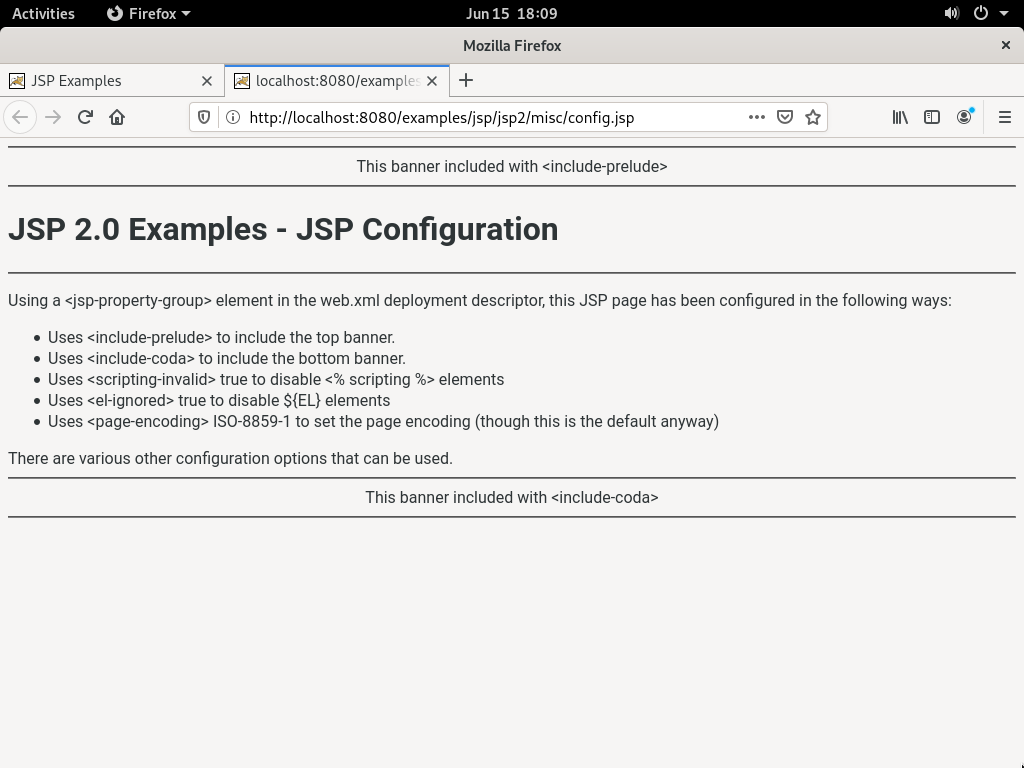 Activities
Firefox
Jun 15 18:09
Mozilla Firefox
JSP Examples
localhost:8080/examples
http://localhost:8080/examples/jsp/jsp2/misc/config.jsp
This banner included with <include-prelude>
JSP 2.0 Examples - JSP Configuration
Using a <jsp-property-group> element in the web.xml deployment descriptor, this JSP page has been configured in the following ways:
Uses <include-prelude> to include the top banner.
Uses <include-coda> to include the bottom banner.
Uses <scripting-invalid> true to disable <% scripting %> elements
Uses <el-ignored> true to disable ${EL} elements
Uses <page-encoding> ISO-8859-1 to set the page encoding (though this is the default anyway)
There are various other configuration options that can be used.
This banner included with <include-coda>